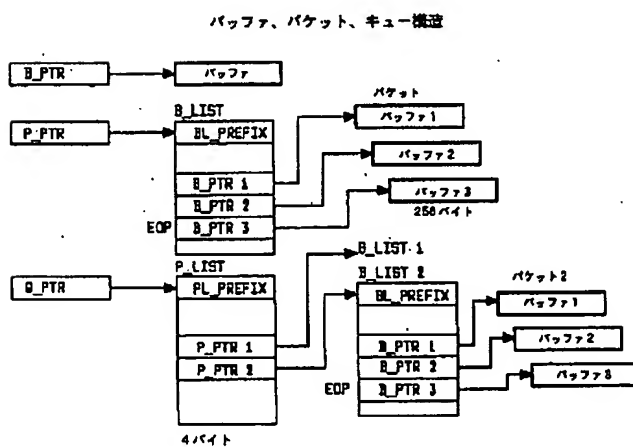 バッファ、パケット、キュー構造
B_PTR
バッファ
B_LIST
パケット
P_PTR
BL_PREFIX
バッファ1
バッファ2
B_PTR 1
B_PTR 2
バッファ3
EOP
B_PTR 3
256バイト
B_LIST 1
P_LIST
B_LIST 2
Q_PTR
PL_PREFIX
BL_PREFIX
パケット2
バッファ1
P_PTR 1
B_PTR 1
バッファ2
P_PTR 2
B_PTR 2
EOP
B_PTR 3
バッファ3
4バイト